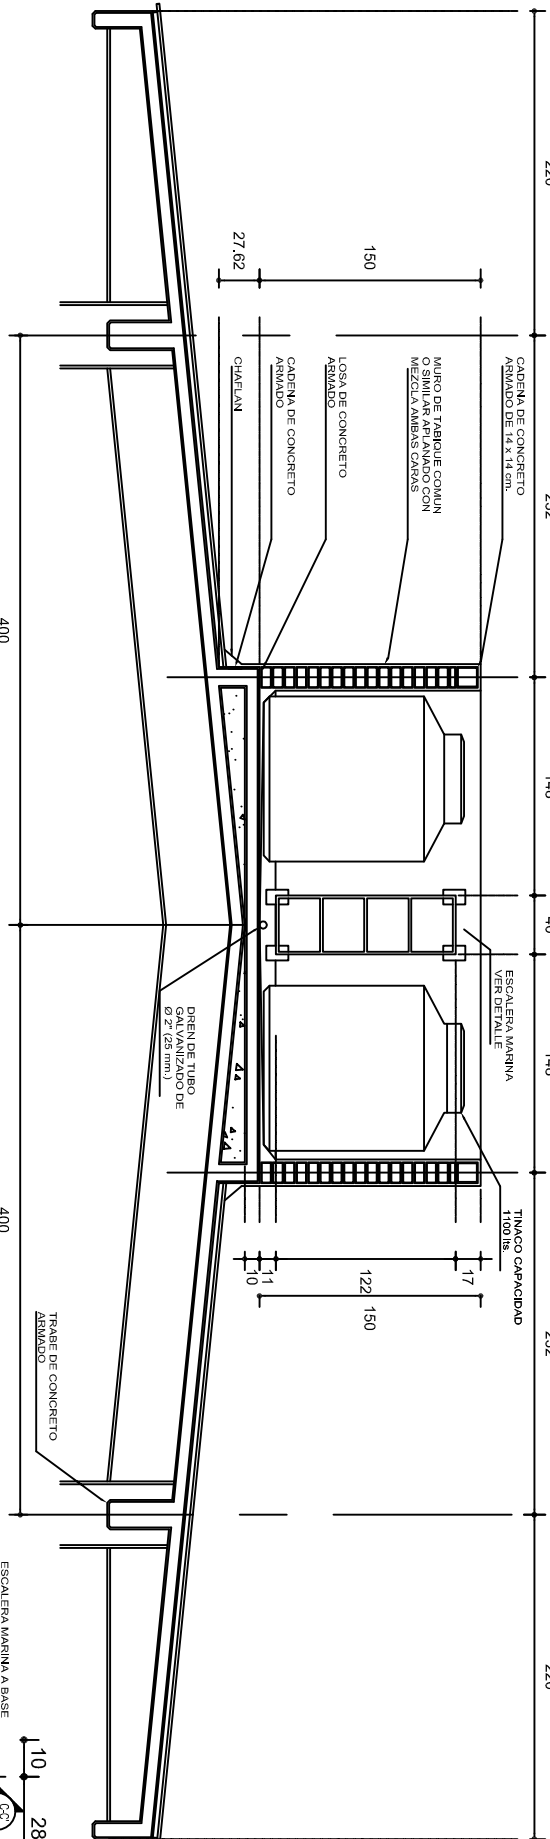 27.62
150
CADENA DE CONCRETO
ARMADO DE 14 x 14 cm.
MURO DE TABIQUE COMUN
O SIMILAR APLANADO CON
MEZCLA AMBAS CARAS
LOSA DE CONCRETO
ARMADO
CADENA DE CONCRETO
ARMADO
CHAFLAN
400
ESCALERA MARINA
VER DETALLE
DREN DE TUBO
GALVANIZADO DE
Ø 2" (25 mm.)
TINACO CAPACIDAD
1100 lts.
10
11
122
17
150
400
TRABE DE CONCRETO
ARMADO
ESCALERA MARINA A BASE
10
28